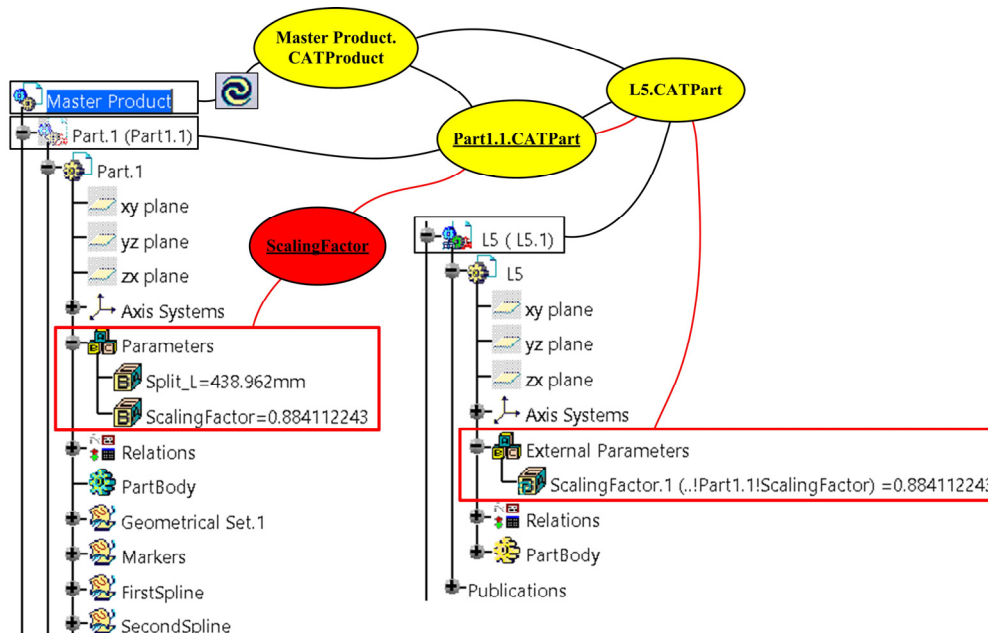 Master Product.
CATProduct
L5.CATPart
Master Product
Part1.1.CATPart
Part.1 (Part1.1)
Part.1
xy plane
yz plane
zx plane
ScalingFactor
Axis Systems
Parameters
Split_L=438.962mm
ScalingFactor=0.884112243
Relations
PartBody
Geometrical Set.1
Markers
FirstSpline
SecondSpline
L5 ( L5.1)
L5
xy plane
yz plane
zx plane
Axis Systems
External Parameters
ScalingFactor.1 (..!Part1.1!ScalingFactor) =0.884112243
Relations
PartBody
Publications